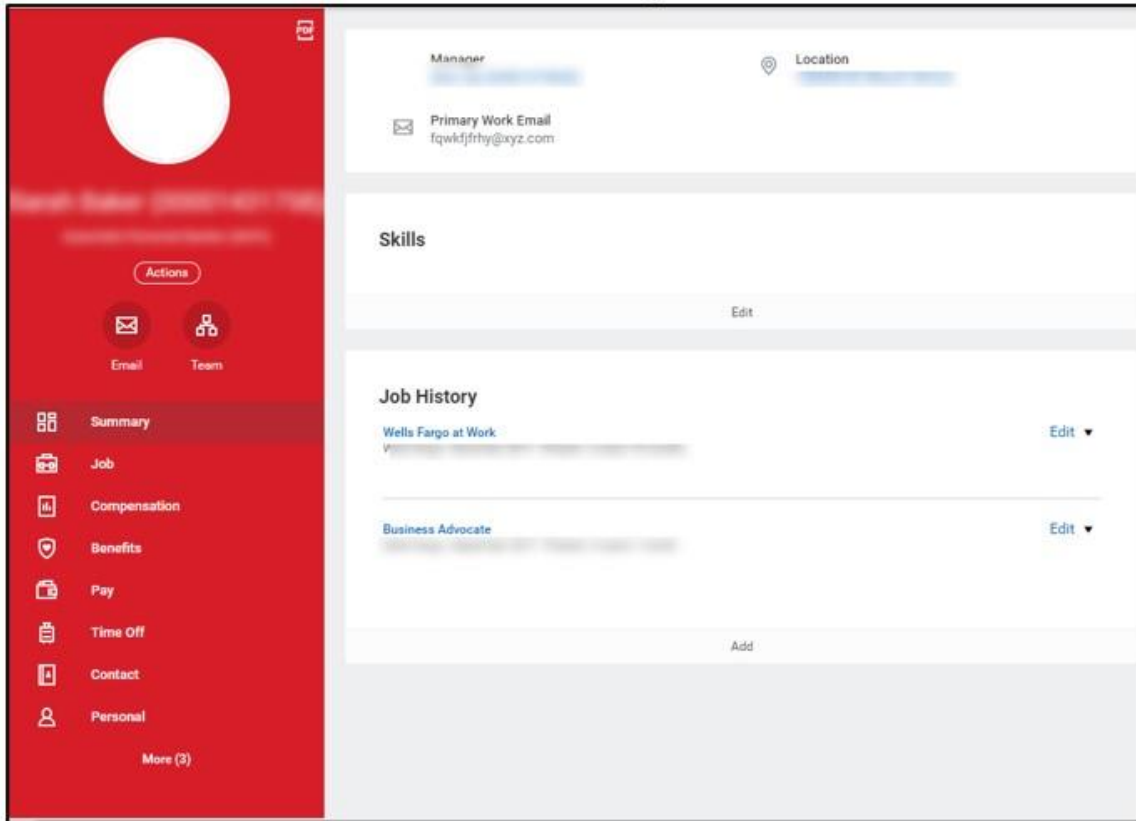 PDF
Actions
Email
Team
Summary
Job
Compensation
Benefits
Pay
Time Off
Contact
Personal
More (3)
Manager
Location
Primary Work Email
fqwkfjfrhy@xyz.com
Skills
Edit
Job History
Wells Fargo at Work
Edit
Business Advocate
Edit
Add